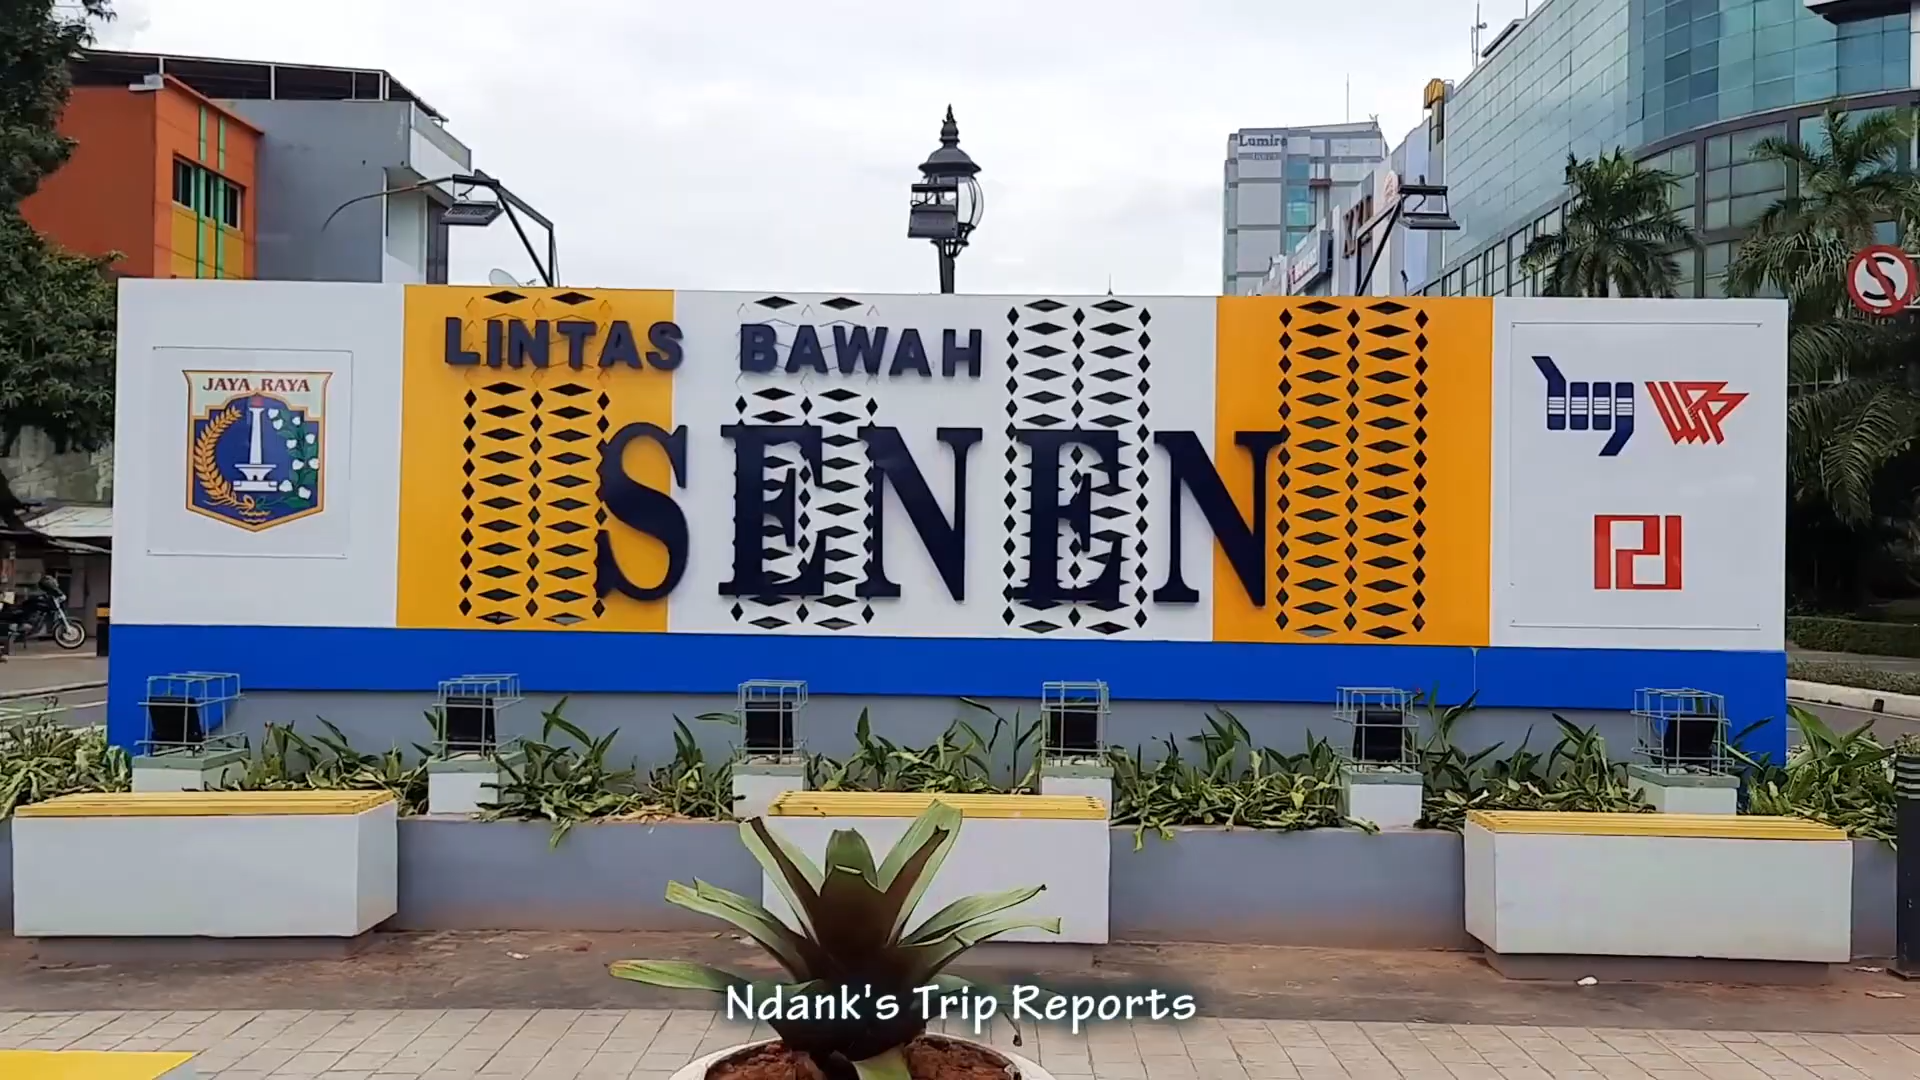 Lumire
JAYA RAYA
LINTAS BAWAH
SENEN
Ndank's Trip Reports